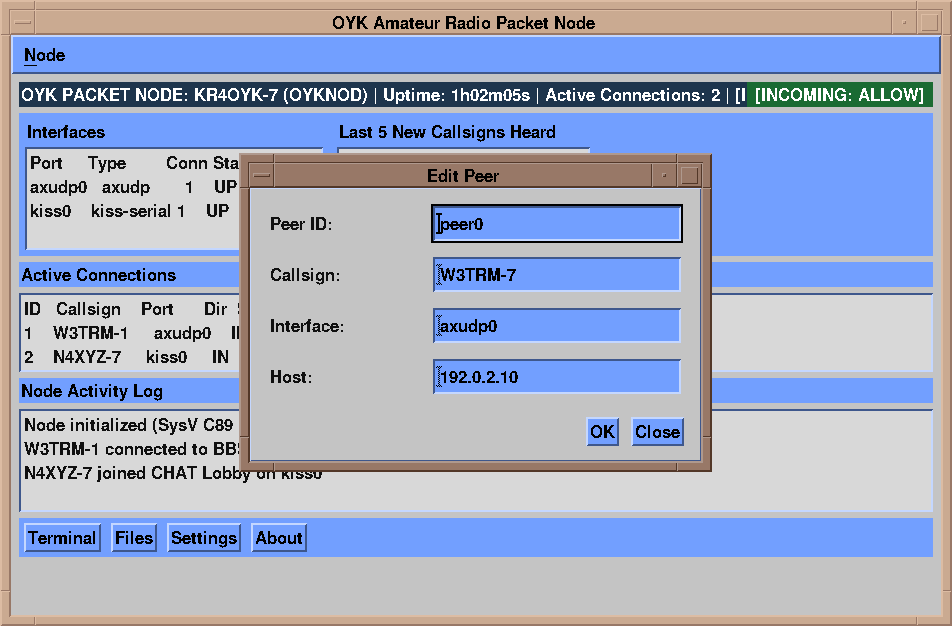 OYK Amateur Radio Packet Node
Node
OYK PACKET NODE: KR4OYK-7 (OYKNOD) | Uptime: 1h02m05s | Active Connections: 2 | [I [INCOMING: ALLOW]
Interfaces
Last 5 New Callsigns Heard
Port Type Conn Sta
axudp0 axudp 1 UP
kiss0 kiss-serial 1 UP
Edit Peer
Peer ID: peer0
Callsign: W3TRM-7
Interface: axudp0
Host: 192.0.2.10
OK Close
Active Connections
ID Callsign Port Dir
1 W3TRM-1 axudp0
2 N4XYZ-7 kiss0 IN
Node Activity Log
Node initialized (SysV C89
W3TRM-1 connected to BBS
N4XYZ-7 joined CHAT Lobby on kiss0
Terminal Files Settings About